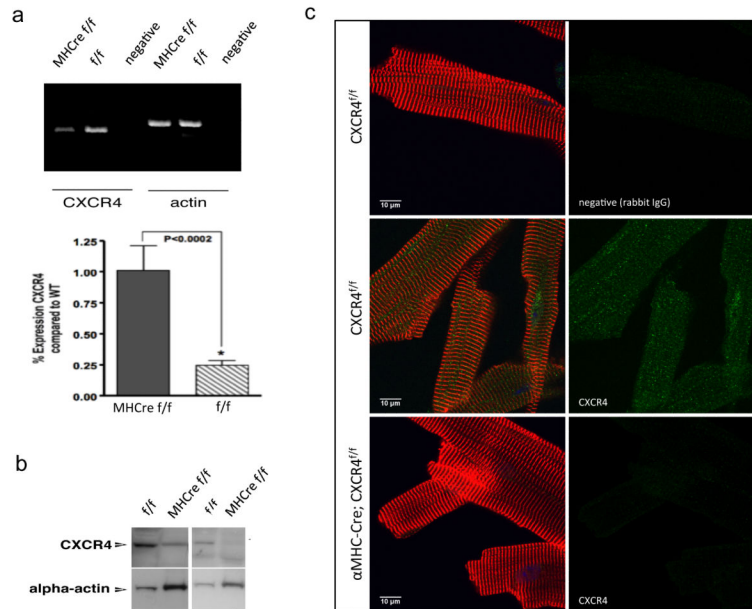 a
MHCre f/f
f/f
negative
MHCre f/f
f/f
negative
CXCR4
actin
P<0.0002
*
% Expression CXCR4
compared to WT
1.25
1.00
0.75
0.50
0.25
0.00
MHCre f/f
f/f
b
f/f
MHCre f/f
f/f
MHCre f/f
CXCR4
alpha-actin
c
CXCR4f/f
10 μm
negative (rabbit IgG)
CXCR4f/f
10 μm
CXCR4
αMHC-Cre; CXCR4f/f
10 μm
CXCR4